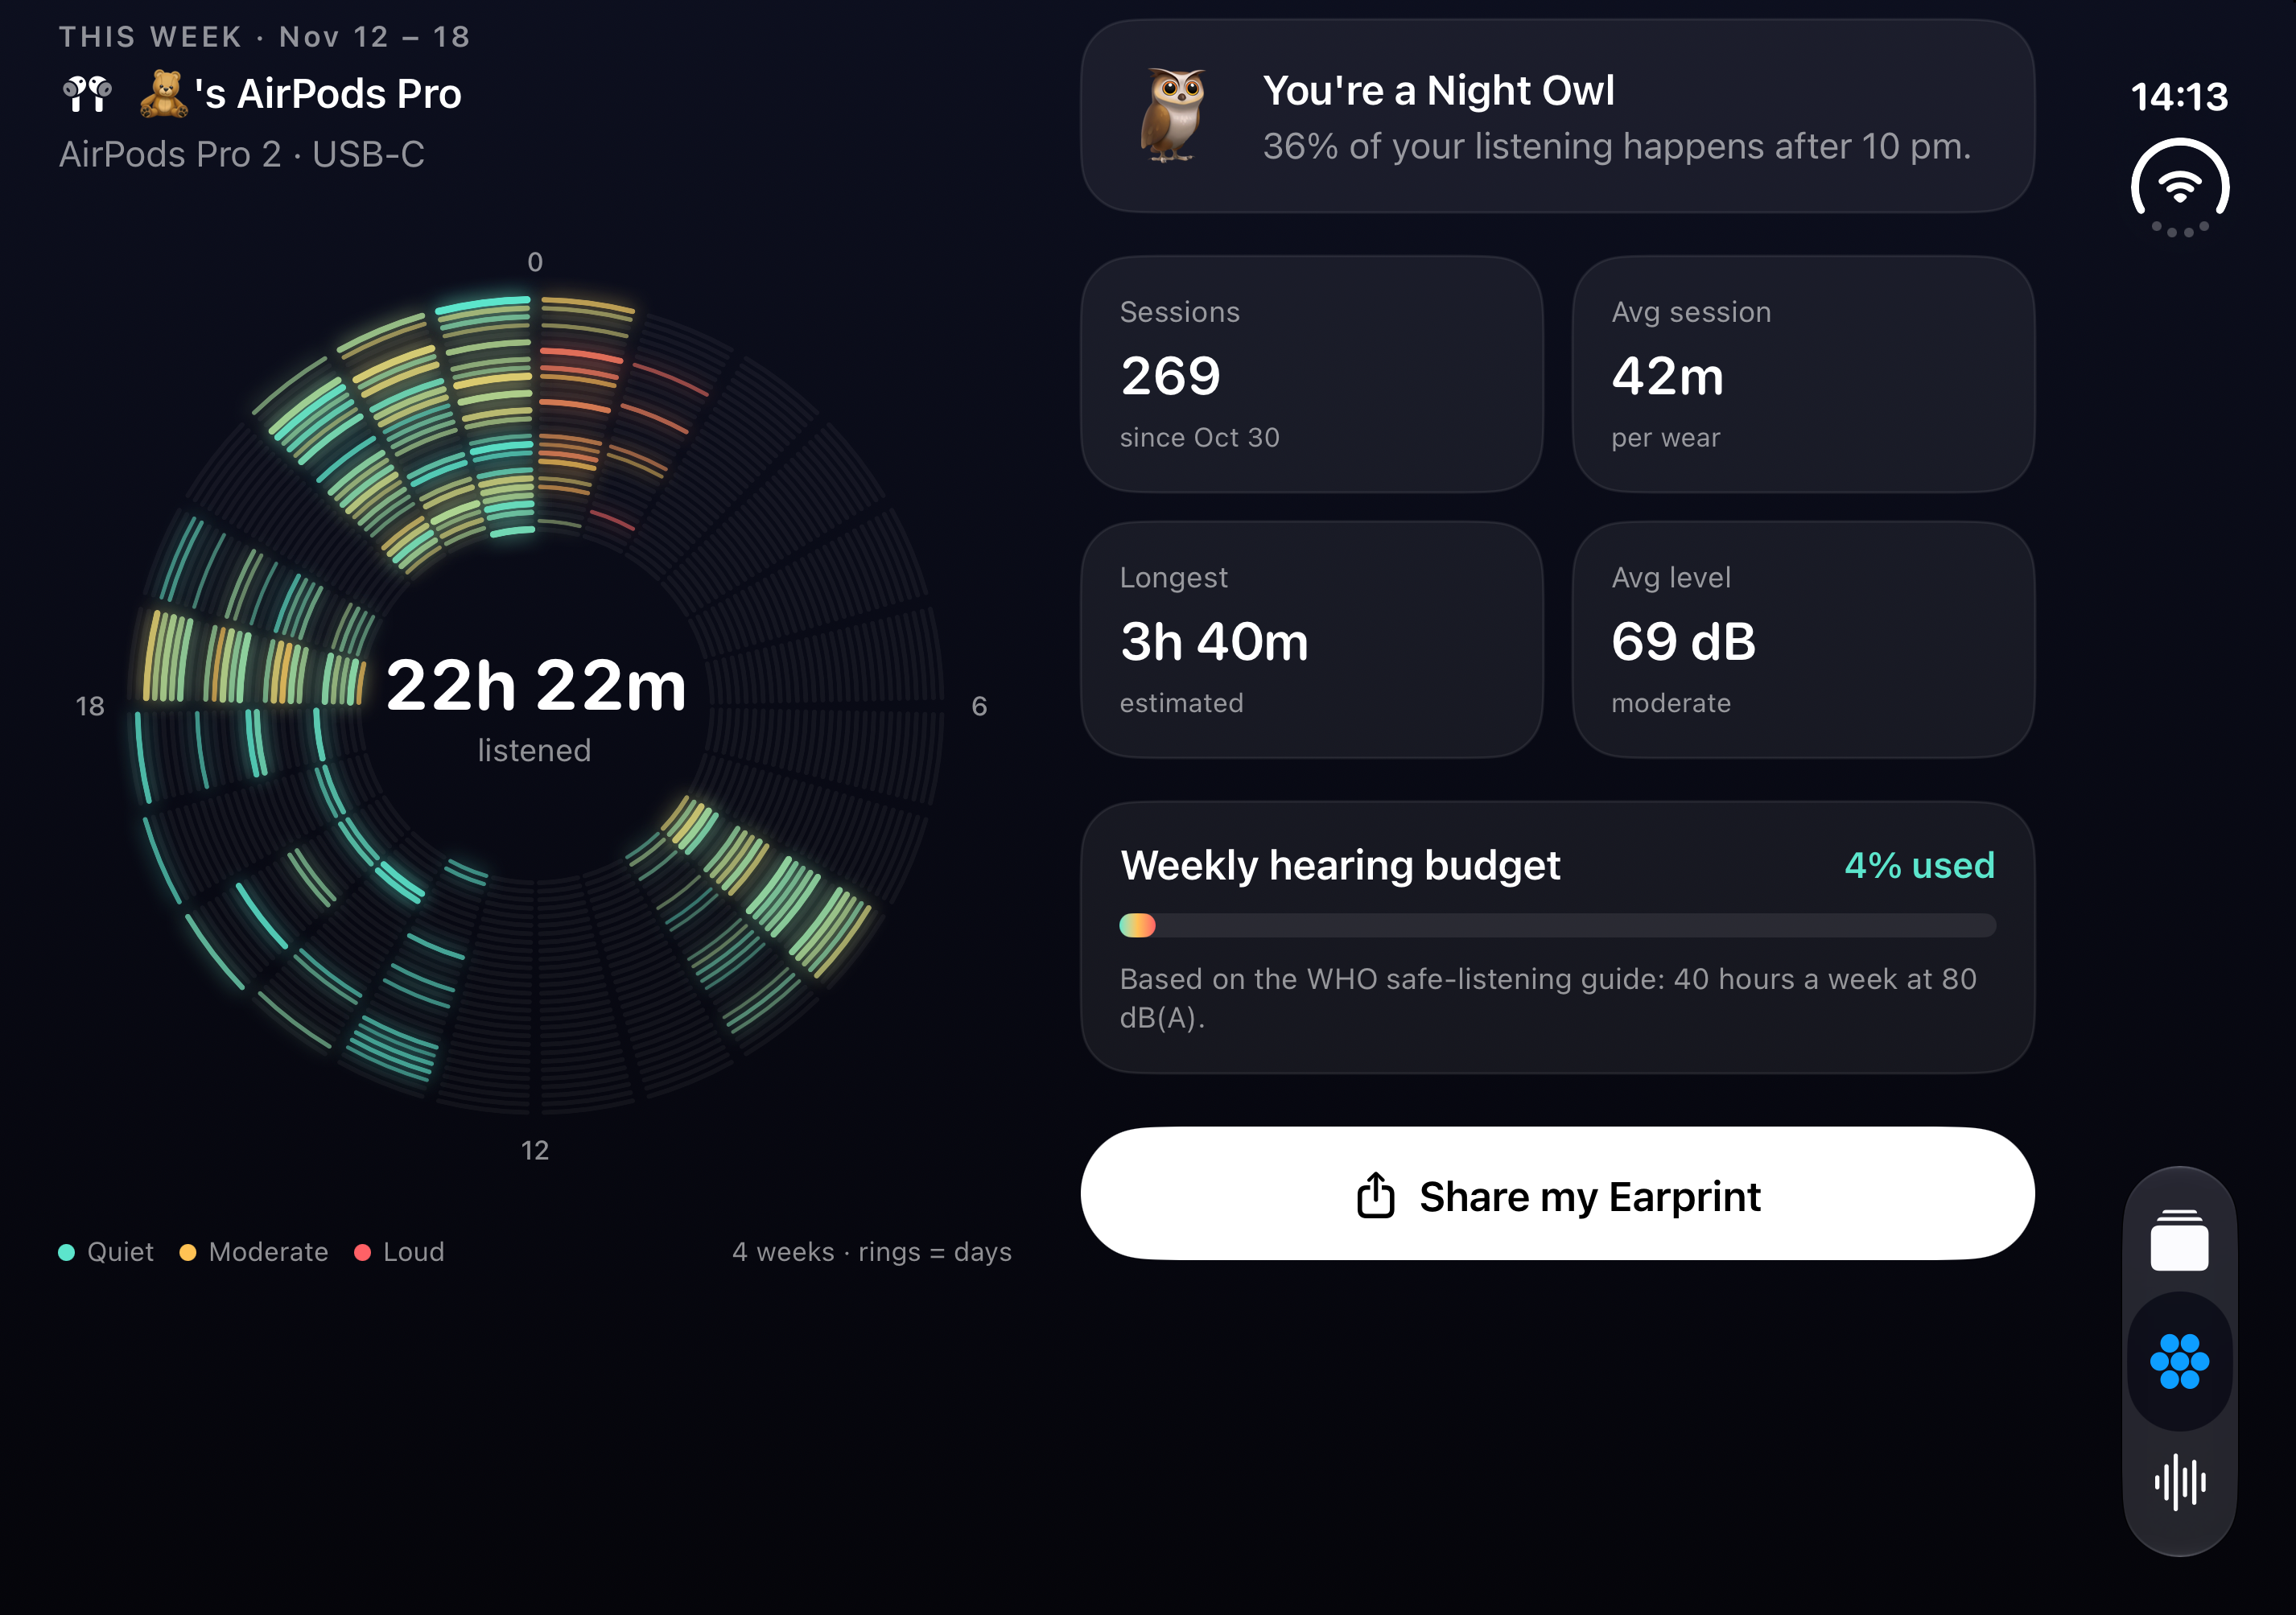 THIS WEEK · Nov 12 – 18
🧸's AirPods Pro
AirPods Pro 2 · USB-C
0
6
12
18
22h 22m
listened
Quiet
Moderate
Loud
4 weeks · rings = days
You're a Night Owl
36% of your listening happens after 10 pm.
Sessions
269
since Oct 30
Avg session
42m
per wear
Longest
3h 40m
estimated
Avg level
69 dB
moderate
Weekly hearing budget
4% used
Based on the WHO safe-listening guide: 40 hours a week at 80
dB(A).
Share my Earprint
14:13